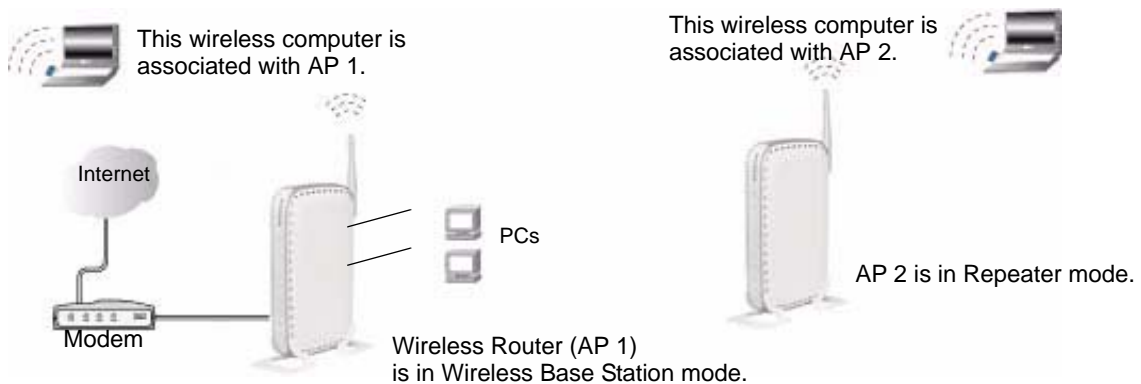 This wireless computer is
associated with AP 1.
This wireless computer is
associated with AP 2.
Internet
PCs
Modem
AP 2 is in Repeater mode.
Wireless Router (AP 1)
is in Wireless Base Station mode.